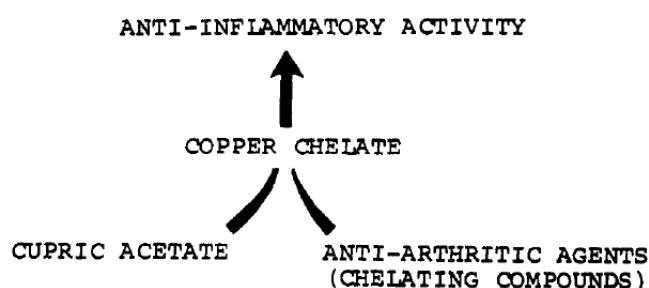 ANTI-INFLAMMATORY ACTIVITY
COPPER CHELATE
CUPRIC ACETATE
ANTI-ARTHRITIC AGENTS
(CHELATING COMPOUNDS)